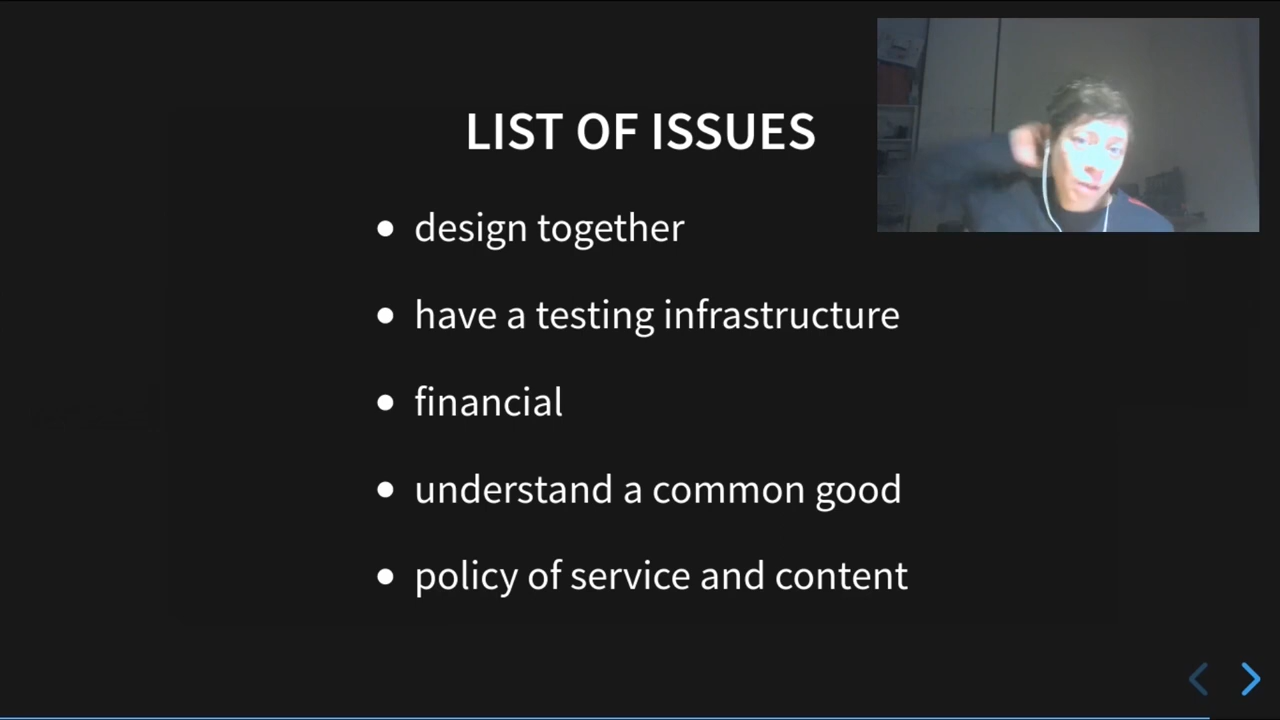 LIST OF ISSUES
design together
have a testing infrastructure
financial
understand a common good
policy of service and content